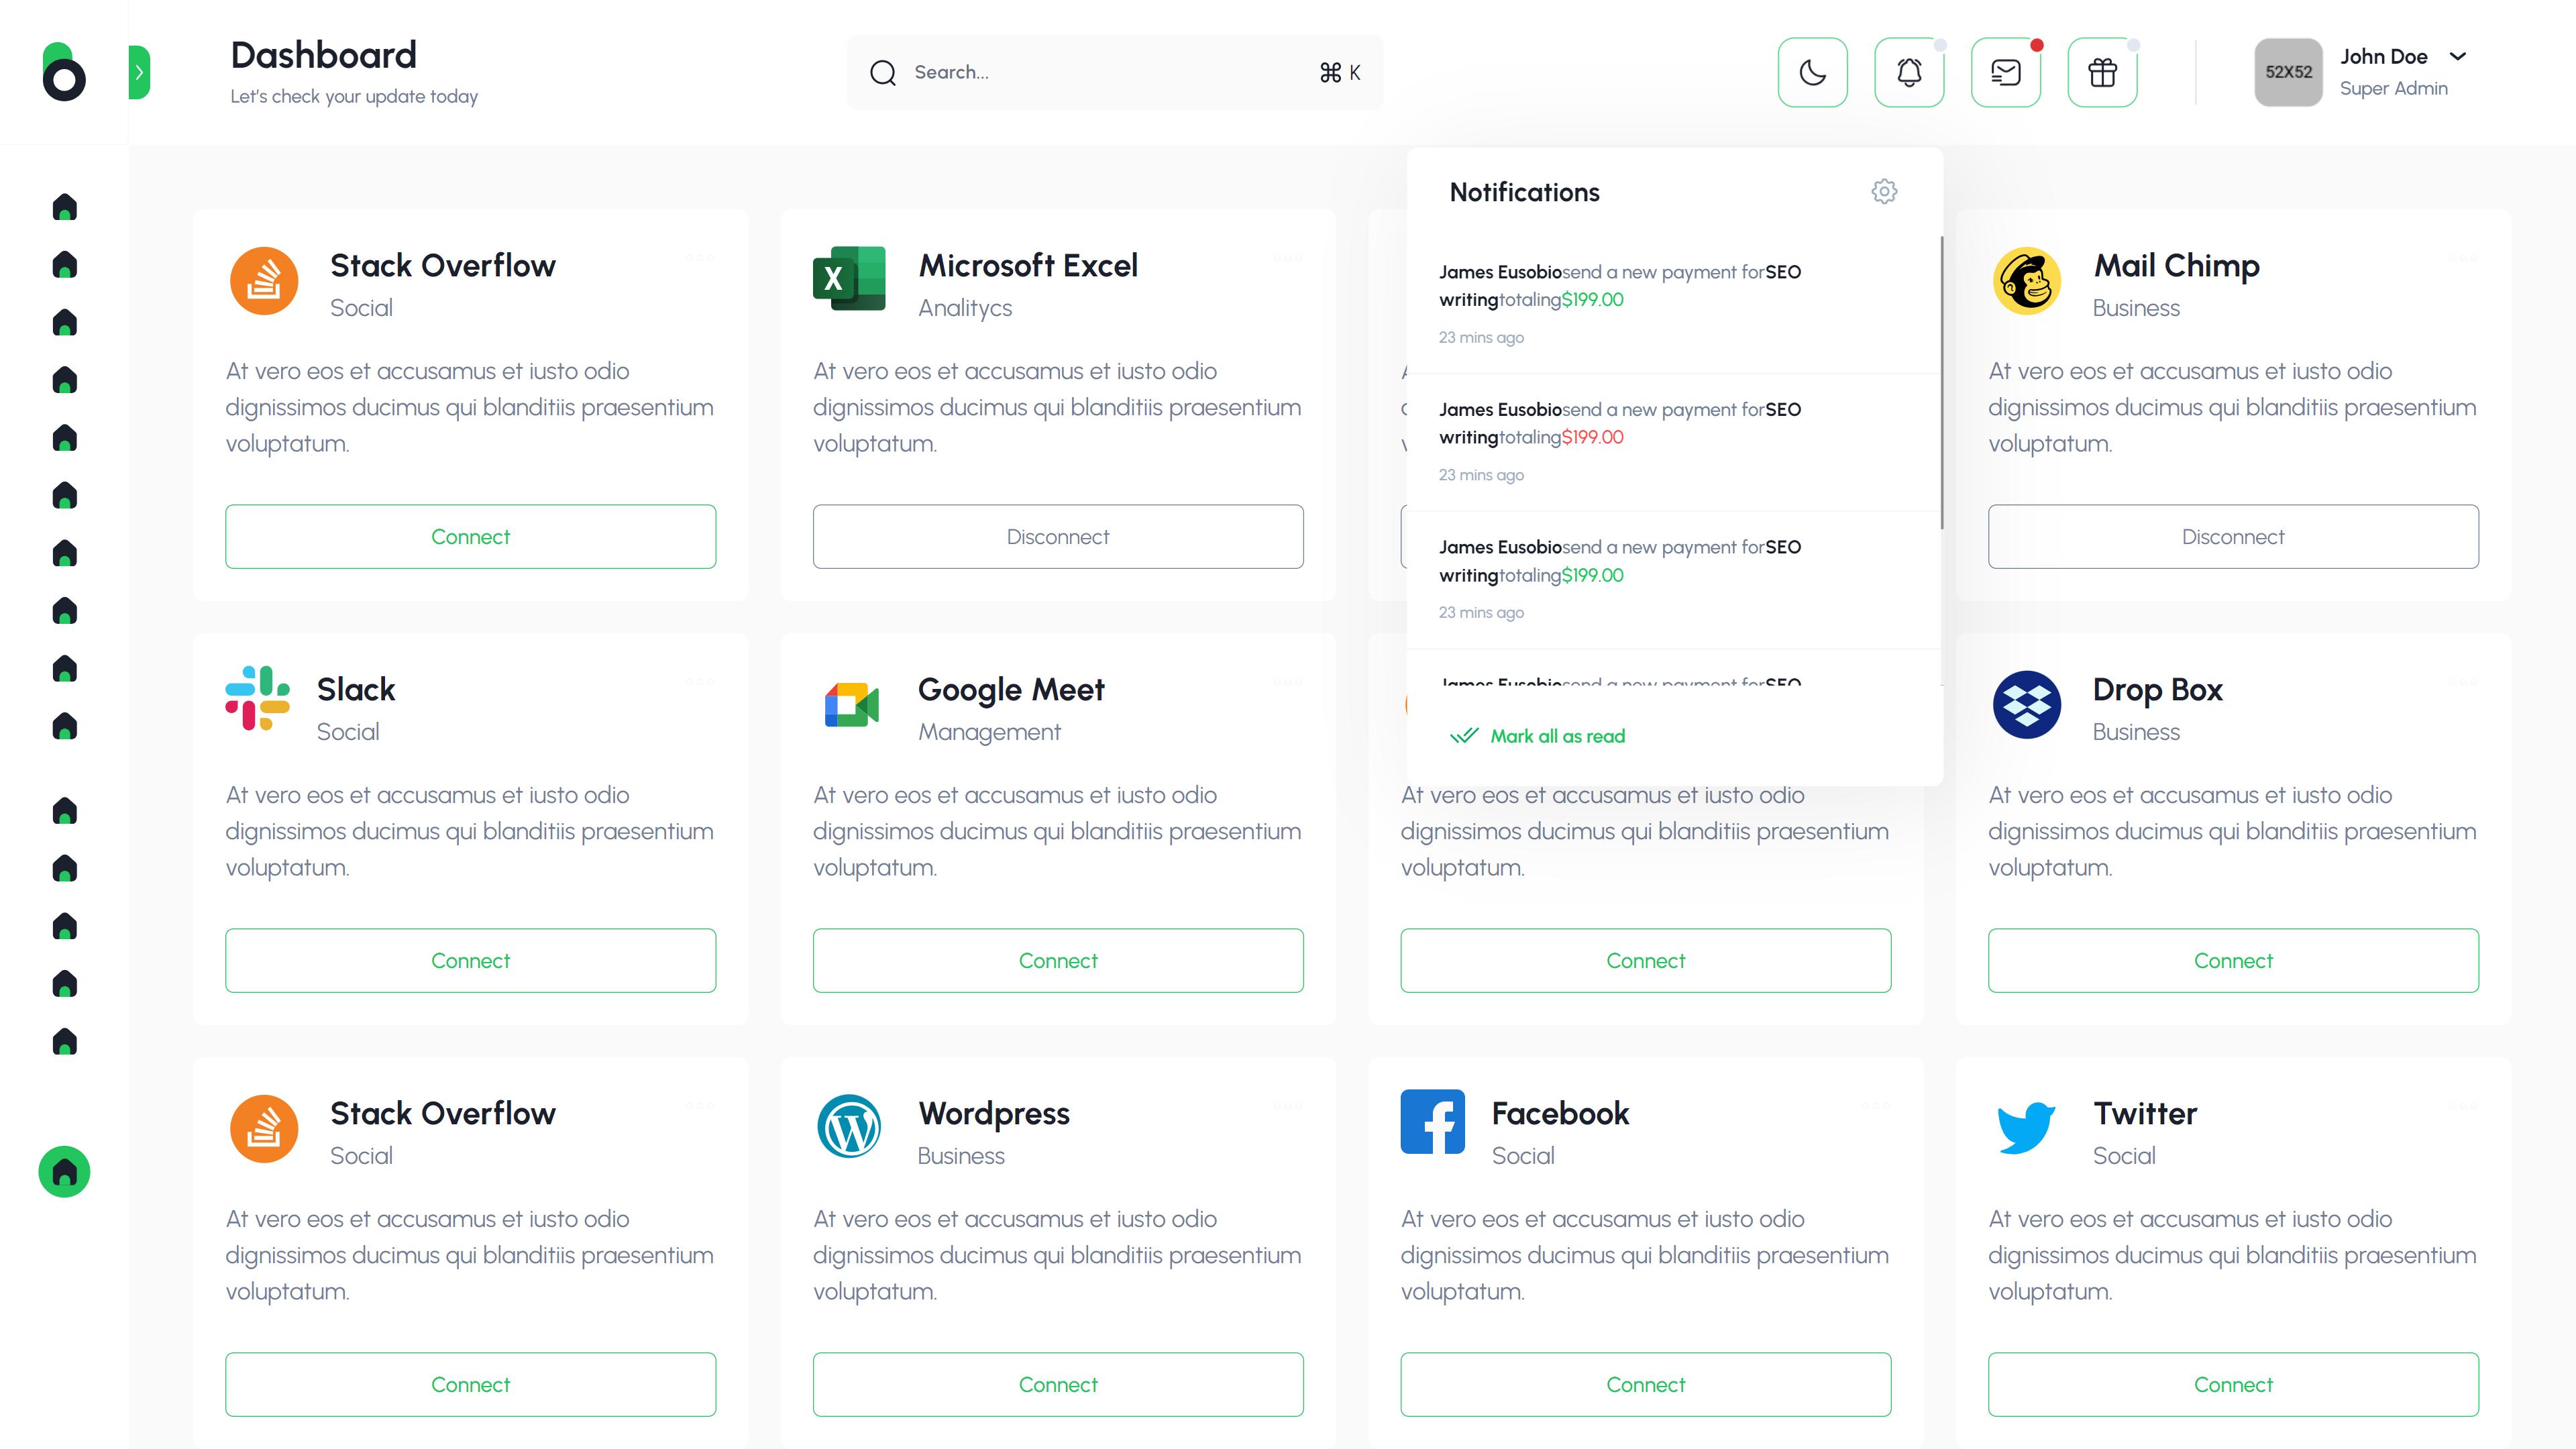 Dashboard
Let's check your update today
Search...
⌘ K
52X52
John Doe
Super Admin
Notifications
James Eusobiosend a new payment forSEO
writingtotaling$199.00
23 mins ago
James Eusobiosend a new payment forSEO
writingtotaling$199.00
23 mins ago
James Eusobiosend a new payment forSEO
writingtotaling$199.00
23 mins ago
James Eusobiosend a new payment forSEO
Mark all as read
Stack Overflow
Social
At vero eos et accusamus et iusto odio
dignissimos ducimus qui blanditiis praesentium
voluptatum.
Connect
Microsoft Excel
Analitycs
At vero eos et accusamus et iusto odio
dignissimos ducimus qui blanditiis praesentium
voluptatum.
Disconnect
Mail Chimp
Business
At vero eos et accusamus et iusto odio
dignissimos ducimus qui blanditiis praesentium
voluptatum.
Disconnect
Slack
Social
At vero eos et accusamus et iusto odio
dignissimos ducimus qui blanditiis praesentium
voluptatum.
Connect
Google Meet
Management
At vero eos et accusamus et iusto odio
dignissimos ducimus qui blanditiis praesentium
voluptatum.
Connect
At vero eos et accusamus et iusto odio
dignissimos ducimus qui blanditiis praesentium
voluptatum.
Connect
Drop Box
Business
At vero eos et accusamus et iusto odio
dignissimos ducimus qui blanditiis praesentium
voluptatum.
Connect
Stack Overflow
Social
At vero eos et accusamus et iusto odio
dignissimos ducimus qui blanditiis praesentium
voluptatum.
Connect
Wordpress
Business
At vero eos et accusamus et iusto odio
dignissimos ducimus qui blanditiis praesentium
voluptatum.
Connect
Facebook
Social
At vero eos et accusamus et iusto odio
dignissimos ducimus qui blanditiis praesentium
voluptatum.
Connect
Twitter
Social
At vero eos et accusamus et iusto odio
dignissimos ducimus qui blanditiis praesentium
voluptatum.
Connect